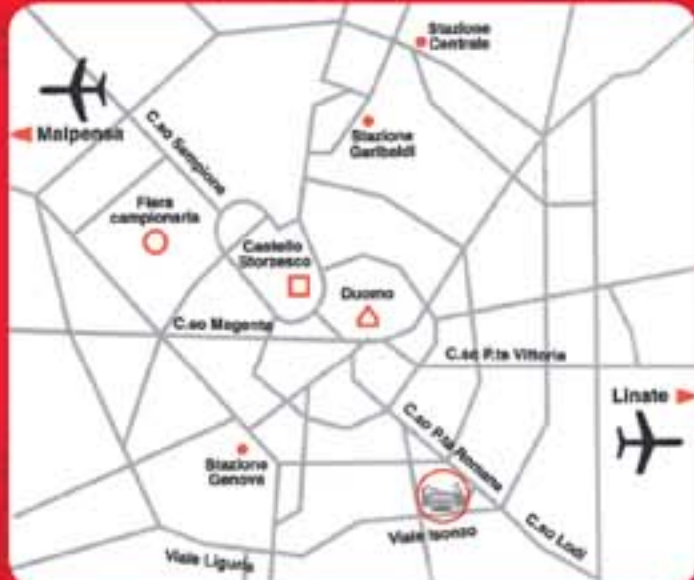 Stazione
Centrale
Malpensa
C.so Sempione
Stazione
Garibaldi
Fiera
campionaria
Castello
Sforzesco
Duomo
C.so Magenta
C.so P.ta Vittoria
Linate
C.so P.ta Romana
Stazione
Genova
Viale Isonzo
C.so Lodi
Viale Liguria